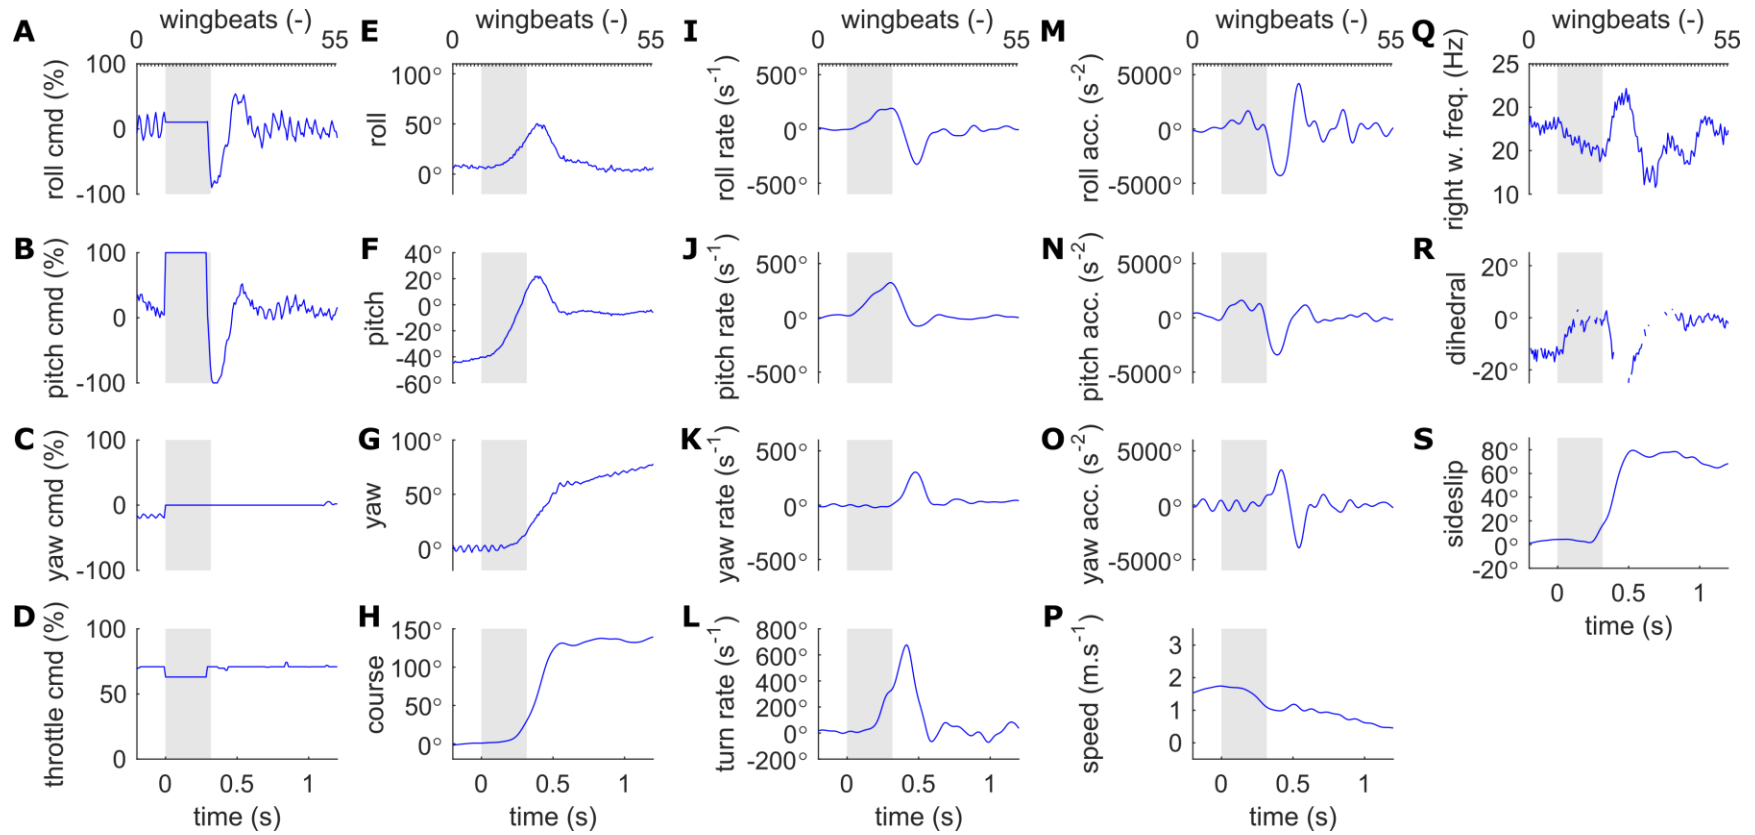 A
wingbeats (-)
0
55
roll cmd (%)
100
0
-100
E
wingbeats (-)
0
55
roll
100°
50°
0°
I
wingbeats (-)
0
55
roll rate (s-1)
500°
0°
-500°
M
wingbeats (-)
0
55
roll acc. (s-2)
5000°
0°
-5000°
Q
wingbeats (-)
0
55
right w. freq. (Hz)
25
20
20
10
B
pitch cmd (%)
100
0
-100
F
pitch
40°
20°
0°
-20°
-40°
-60°
J
pitch rate (s-1)
500°
0°
-500°
N
pitch acc. (s-2)
5000°
0°
-5000°
R
dihedral
20°
0°
-20°
C
yaw cmd (%)
100
0
-100
G
yaw
100°
50°
0°
K
yaw rate (s-1)
500°
0°
-500°
O
yaw acc. (s-2)
5000°
0°
-5000°
S
sideslip
80°
60°
40°
20°
0°
-20°
0
0.5
1
time (s)
D
throttle cmd (%)
100
50
0
0
0.5
1
time (s)
H
course
150°
100°
50°
0°
0
0.5
1
time (s)
L
turn rate (s-1)
800°
600°
400°
200°
0°
-200°
0
0.5
1
time (s)
P
speed (m.s-1)
3
2
1
0
0
0.5
1
time (s)